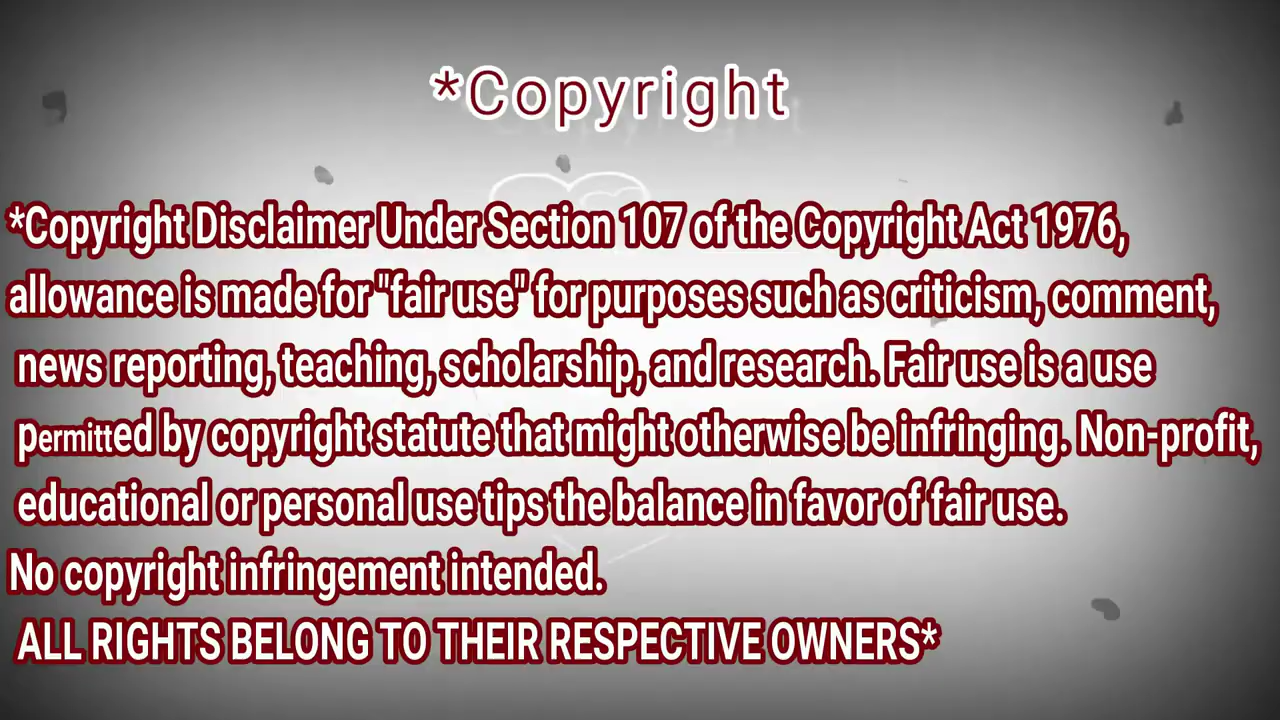 *Copyright
*Copyright Disclaimer Under Section 107 of the Copyright Act 1976,
allowance is made for "fair use" for purposes such as criticism, comment,
news reporting, teaching, scholarship, and research. Fair use is a use
permitted by copyright statute that might otherwise be infringing. Non-profit,
educational or personal use tips the balance in favor of fair use.
No copyright infringement intended.
ALL RIGHTS BELONG TO THEIR RESPECTIVE OWNERS*